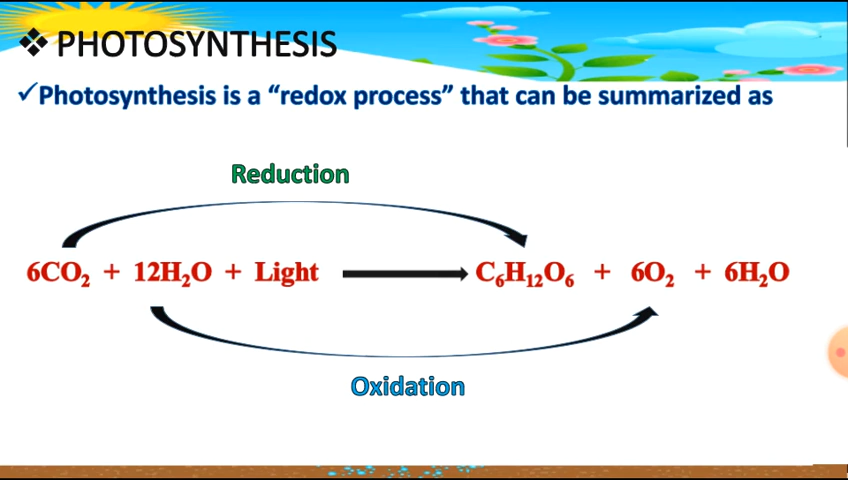 ❖ PHOTOSYNTHESIS
✓Photosynthesis is a “redox process” that can be summarized as
Reduction
6CO₂ + 12H₂O + Light ⟶ C₆H₁₂O₆ + 6O₂ + 6H₂O
Oxidation